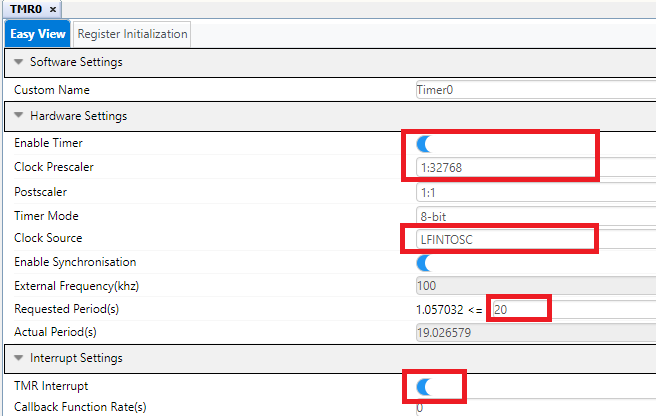 TMR0 ×
Easy View Register Initialization
Software Settings
Custom Name Timer0
Hardware Settings
Enable Timer
Clock Prescaler 1:32768
Postscaler 1:1
Timer Mode 8-bit
Clock Source LFINTOSC
Enable Synchronisation
External Frequency(khz) 100
Requested Period(s) 1.057032 <= 20
Actual Period(s) 19.026579
Interrupt Settings
TMR Interrupt
Callback Function Rate(s) 0